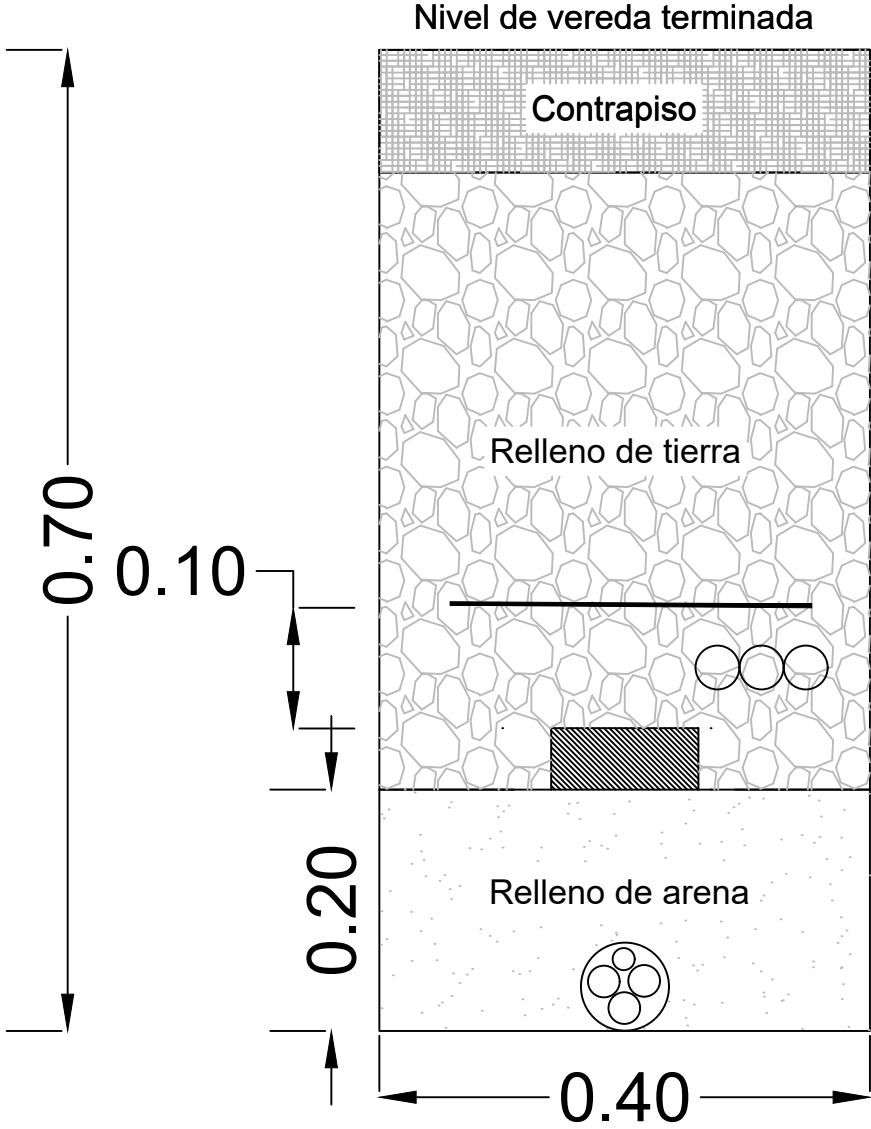 Nivel de vereda terminada
Contrapiso
Relleno de tierra
0.70
0.10
Relleno de arena
0.20
0.40